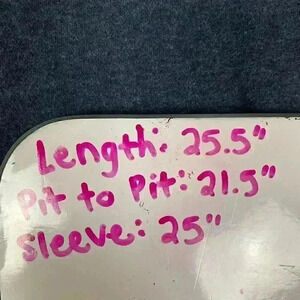 Length: 25.5"
Pit to Pit: 21.5"
Sleeve: 25"